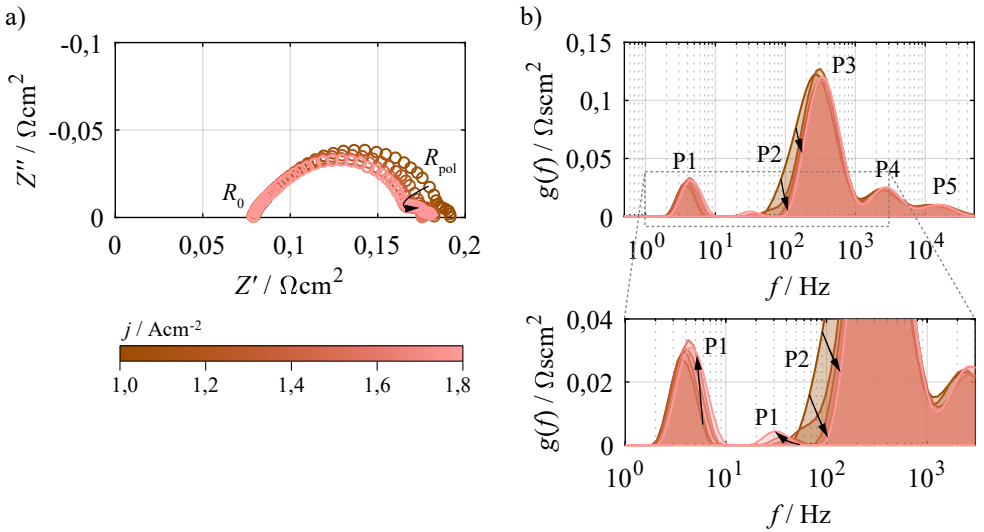 a)
-0,1
-0,05
0
Z'' / Ωcm²
R₀
R_pol
0 0,05 0,1 0,15 0,2
Z' / Ωcm²
j / Acm⁻²
1,0 1,2 1,4 1,6 1,8
b)
0,15
0,1
0,05
0
g(f) / Ωscm²
P1
P2
P3
P4
P5
10⁰ 10¹ 10² 10³ 10⁴
f / Hz
0,04
0,02
0
g(f) / Ωscm²
P1
P1
P2
10⁰ 10¹ 10² 10³
f / Hz